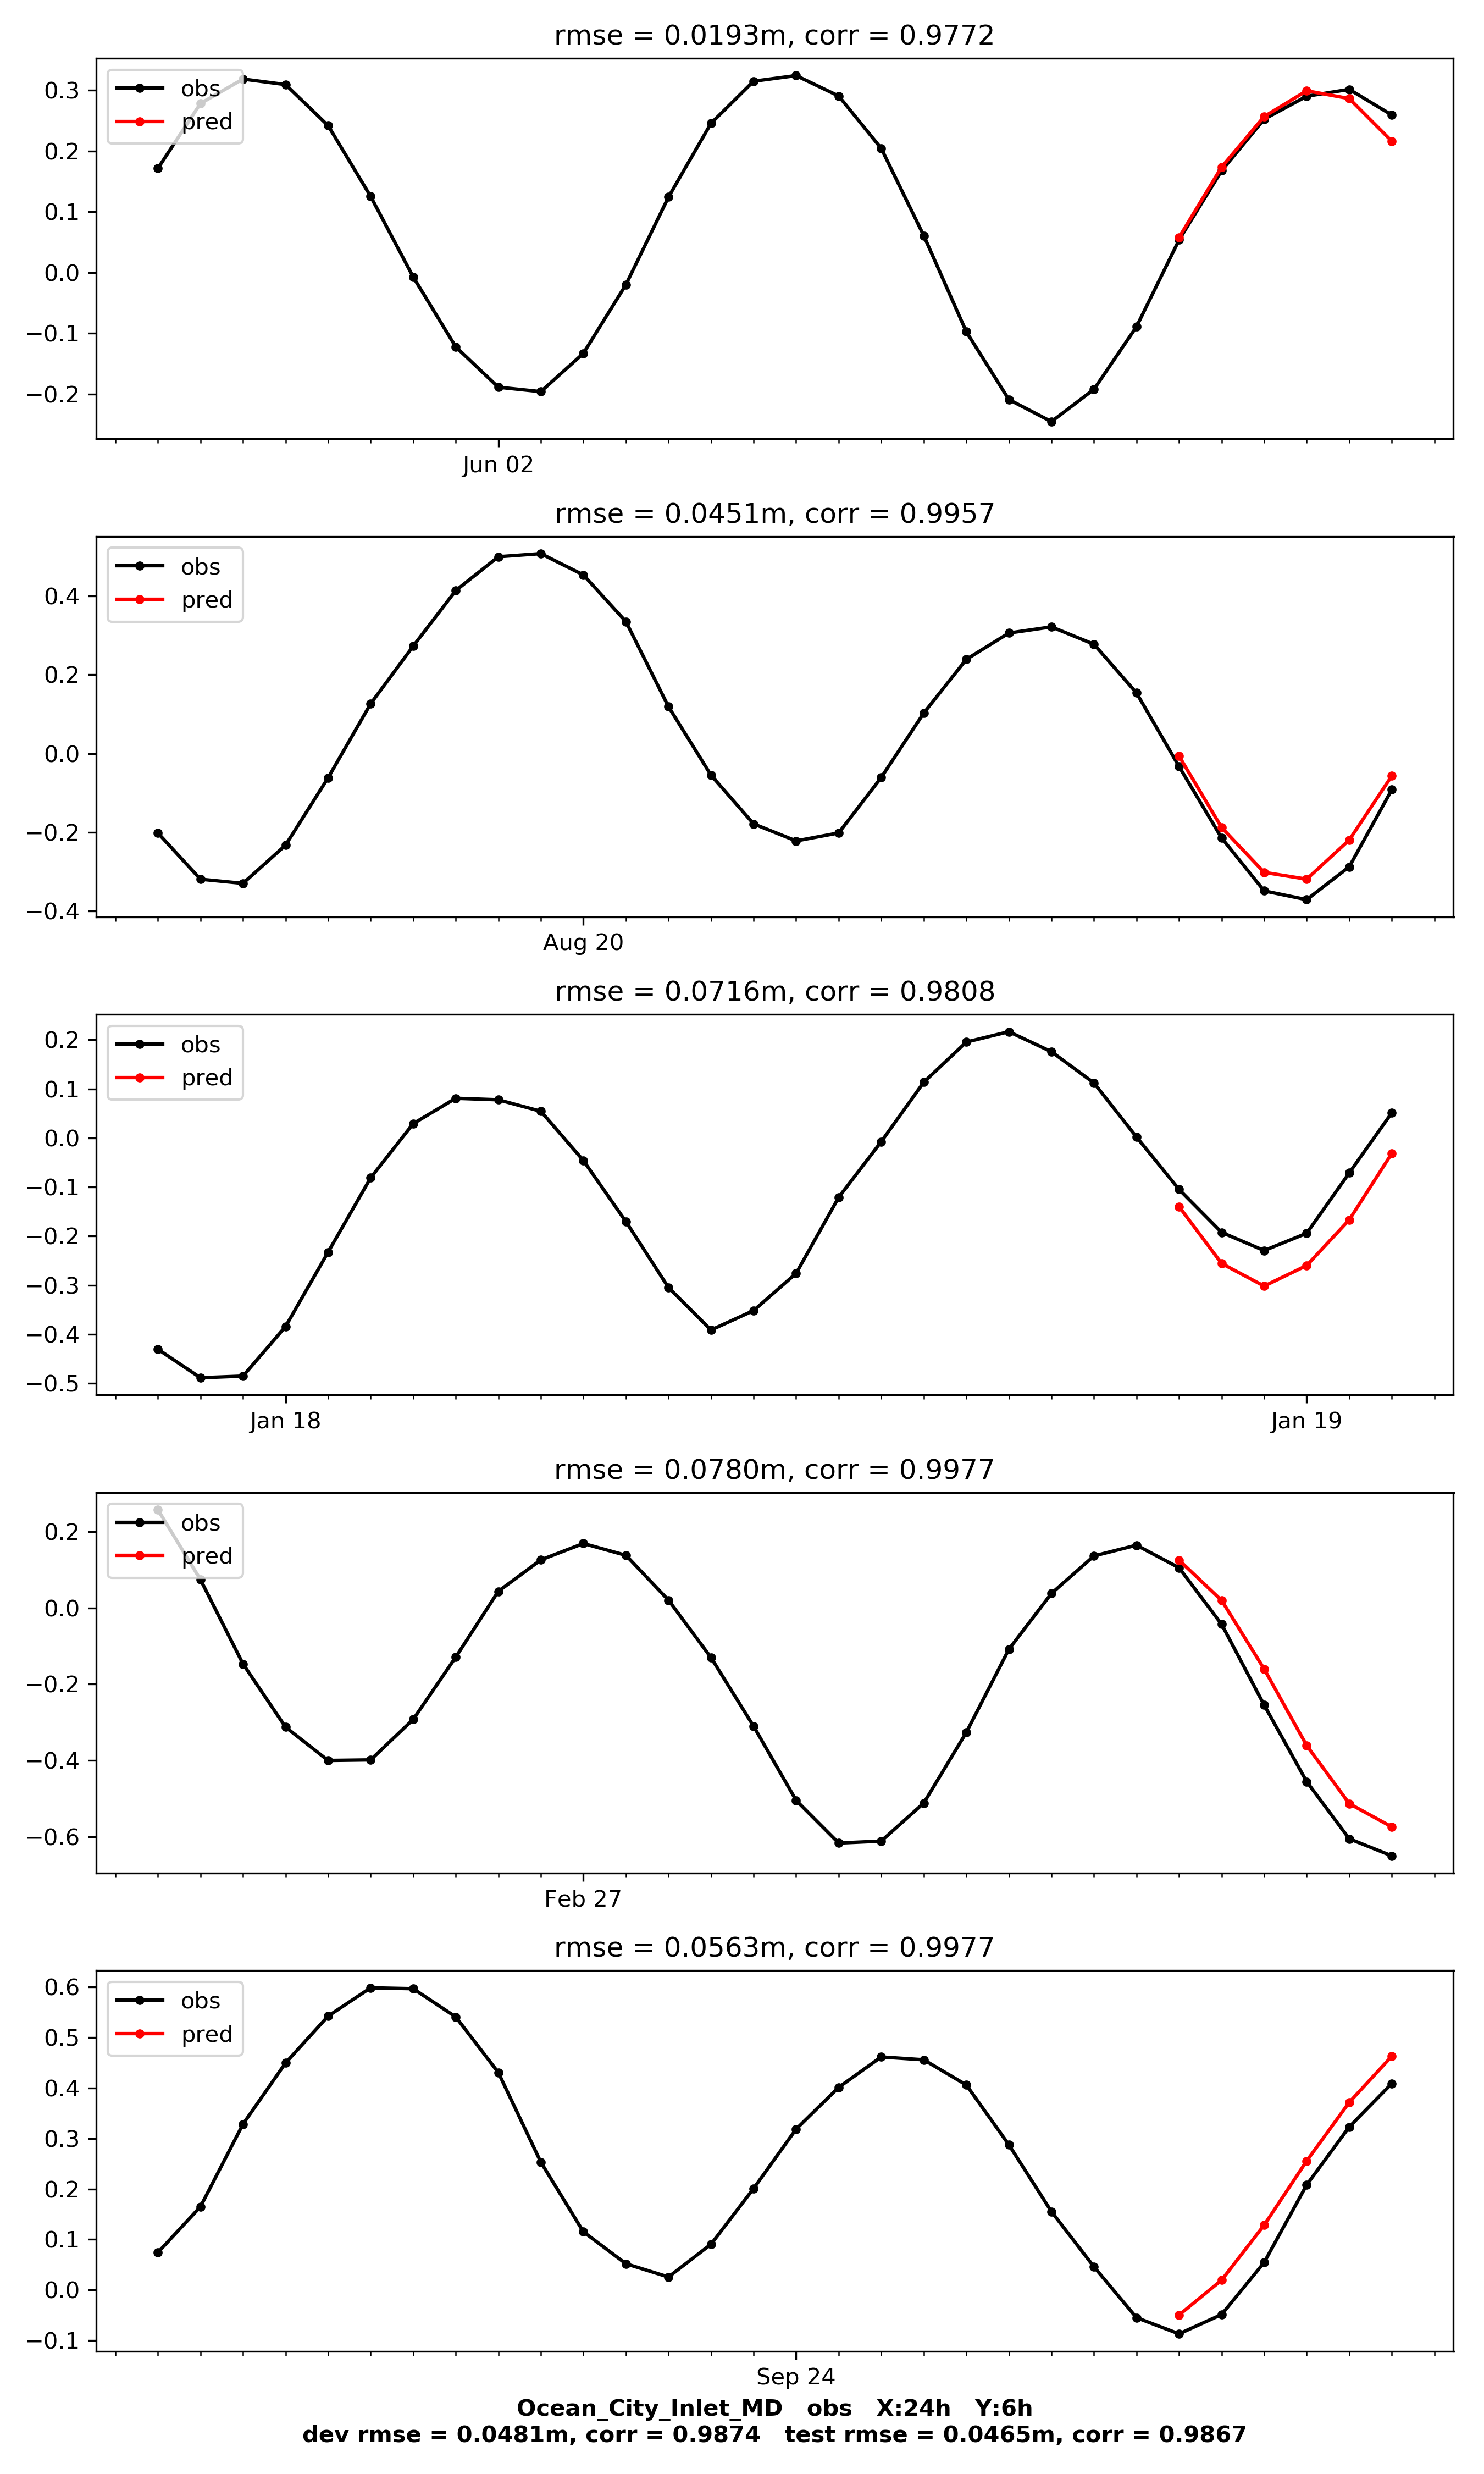 rmse = 0.0193m, corr = 0.9772
obs
pred
0.3
0.2
0.1
0.0
−0.1
−0.2
Jun 02
rmse = 0.0451m, corr = 0.9957
obs
pred
0.4
0.2
0.0
−0.2
−0.4
Aug 20
rmse = 0.0716m, corr = 0.9808
obs
pred
0.2
0.1
0.0
−0.1
−0.2
−0.3
−0.4
−0.5
Jan 18 Jan 19
rmse = 0.0780m, corr = 0.9977
obs
pred
0.2
0.0
−0.2
−0.4
−0.6
Feb 27
rmse = 0.0563m, corr = 0.9977
obs
pred
0.6
0.5
0.4
0.3
0.2
0.1
0.0
−0.1
Sep 24
Ocean_City_Inlet_MD obs X:24h Y:6h
dev rmse = 0.0481m, corr = 0.9874 test rmse = 0.0465m, corr = 0.9867